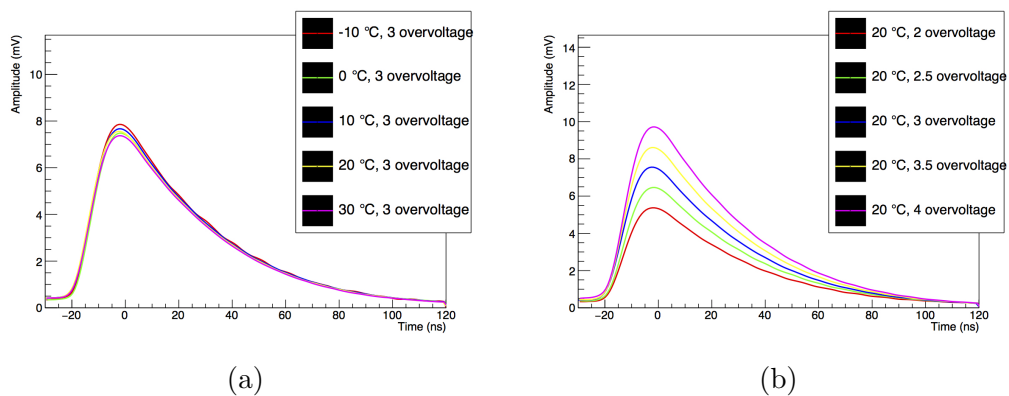 Amplitude (mV)
10
8
6
4
2
0
−20 0 20 40 60 80 100 120
Time (ns)
-10 °C, 3 overvoltage
0 °C, 3 overvoltage
10 °C, 3 overvoltage
20 °C, 3 overvoltage
30 °C, 3 overvoltage
(a)
Amplitude (mV)
14
12
10
8
6
4
2
0
−20 0 20 40 60 80 100 120
Time (ns)
20 °C, 2 overvoltage
20 °C, 2.5 overvoltage
20 °C, 3 overvoltage
20 °C, 3.5 overvoltage
20 °C, 4 overvoltage
(b)